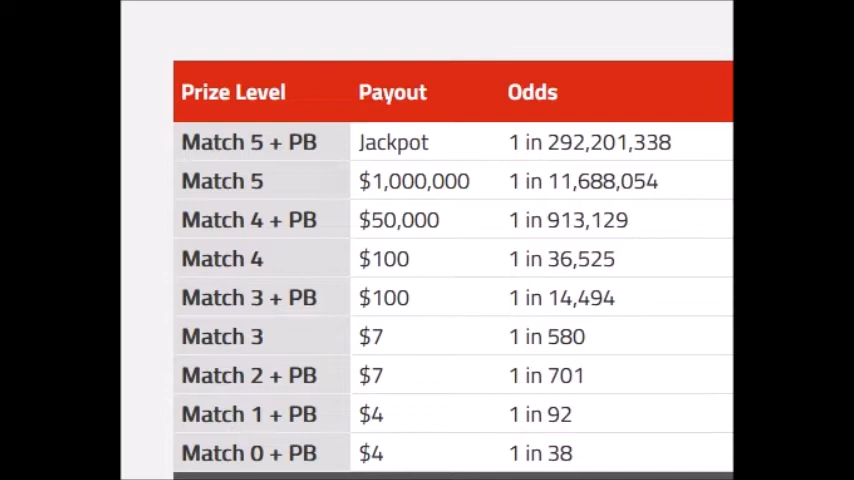 Prize Level Payout Odds
Match 5 + PB Jackpot 1 in 292,201,338
Match 5 $1,000,000 1 in 11,688,054
Match 4 + PB $50,000 1 in 913,129
Match 4 $100 1 in 36,525
Match 3 + PB $100 1 in 14,494
Match 3 $7 1 in 580
Match 2 + PB $7 1 in 701
Match 1 + PB $4 1 in 92
Match 0 + PB $4 1 in 38